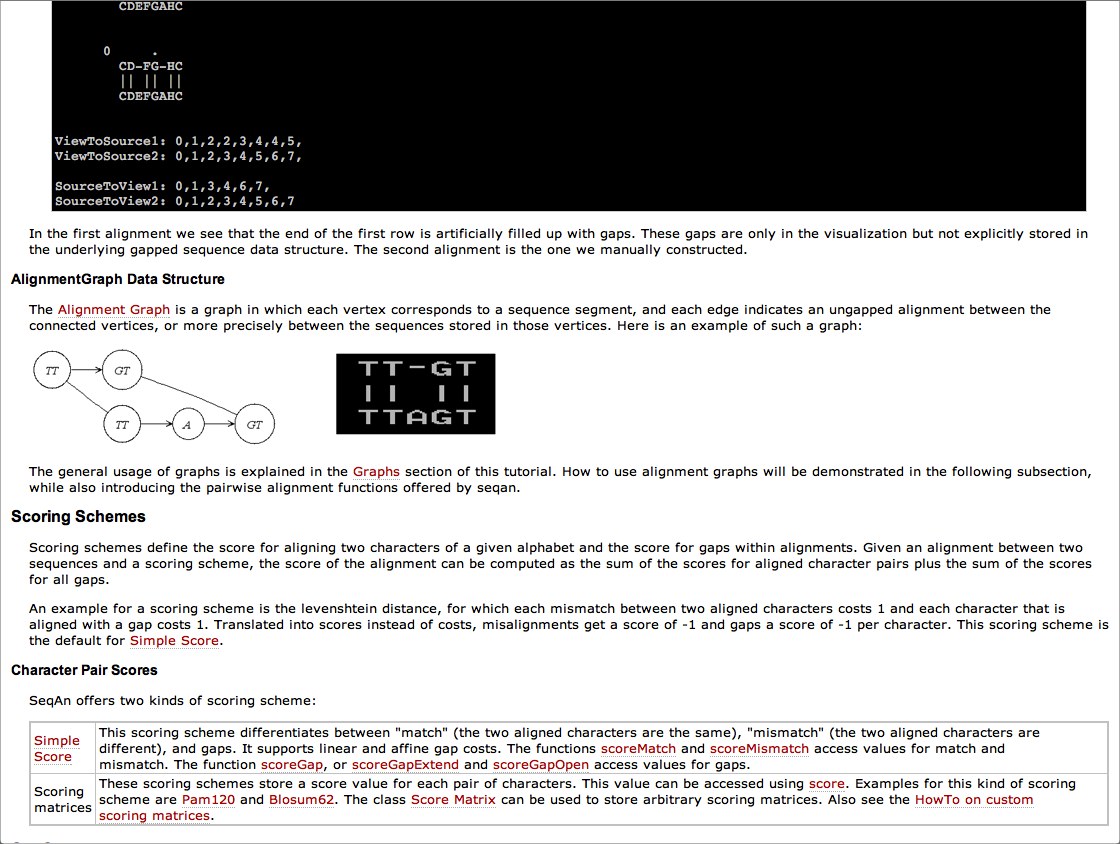 CDEFGAHC
0 .
CD-FG-HC
|| || ||
CDEFGAHC
ViewToSource1: 0,1,2,2,3,4,4,5,
ViewToSource2: 0,1,2,3,4,5,6,7,
SourceToView1: 0,1,3,4,6,7,
SourceToView2: 0,1,2,3,4,5,6,7
In the first alignment we see that the end of the first row is artificially filled up with gaps. These gaps are only in the visualization but not explicitly stored in
the underlying gapped sequence data structure. The second alignment is the one we manually constructed.
AlignmentGraph Data Structure
The Alignment Graph is a graph in which each vertex corresponds to a sequence segment, and each edge indicates an ungapped alignment between the
connected vertices, or more precisely between the sequences stored in those vertices. Here is an example of such a graph:
TT GT
TT A GT
TT-GT
|| ||
TTAGT
The general usage of graphs is explained in the Graphs section of this tutorial. How to use alignment graphs will be demonstrated in the following subsection,
while also introducing the pairwise alignment functions offered by seqan.
Scoring Schemes
Scoring schemes define the score for aligning two characters of a given alphabet and the score for gaps within alignments. Given an alignment between two
sequences and a scoring scheme, the score of the alignment can be computed as the sum of the scores for aligned character pairs plus the sum of the scores
for all gaps.
An example for a scoring scheme is the levenshtein distance, for which each mismatch between two aligned characters costs 1 and each character that is
aligned with a gap costs 1. Translated into scores instead of costs, misalignments get a score of -1 and gaps a score of -1 per character. This scoring scheme is
the default for Simple Score.
Character Pair Scores
SeqAn offers two kinds of scoring scheme:
Simple
Score
This scoring scheme differentiates between "match" (the two aligned characters are the same), "mismatch" (the two aligned characters are
different), and gaps. It supports linear and affine gap costs. The functions scoreMatch and scoreMismatch access values for match and
mismatch. The function scoreGap, or scoreGapExtend and scoreGapOpen access values for gaps.
Scoring
matrices
These scoring schemes store a score value for each pair of characters. This value can be accessed using score. Examples for this kind of scoring
scheme are Pam120 and Blosum62. The class Score Matrix can be used to store arbitrary scoring matrices. Also see the HowTo on custom
scoring matrices.